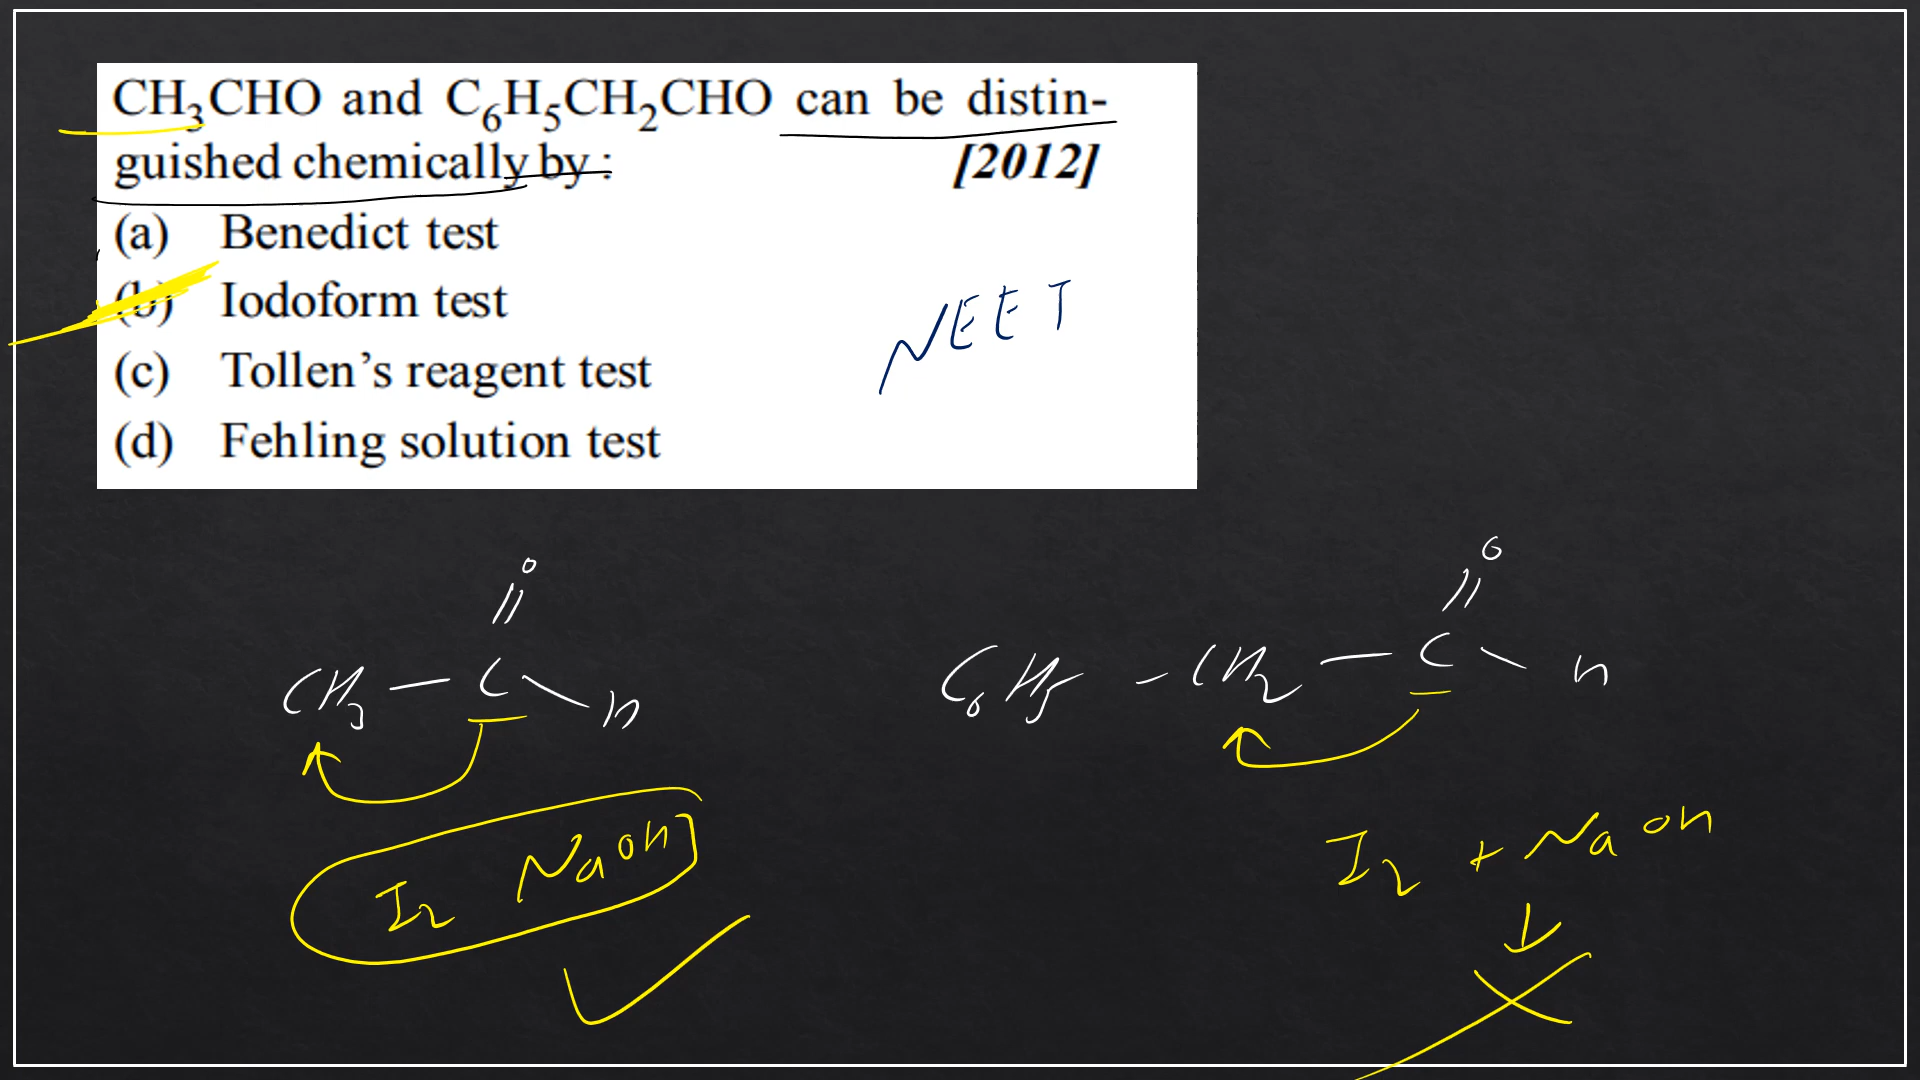 CH₃CHO and C₆H₅CH₂CHO can be distin-
guished chemically by : [2012]
(a) Benedict test
(b) Iodoform test
(c) Tollen's reagent test
(d) Fehling solution test
NEET
O
||
CH₃ — C — H
I₂ NaOH
O
||
C₆H₅ – CH₂ — C — H
I₂ + NaOH